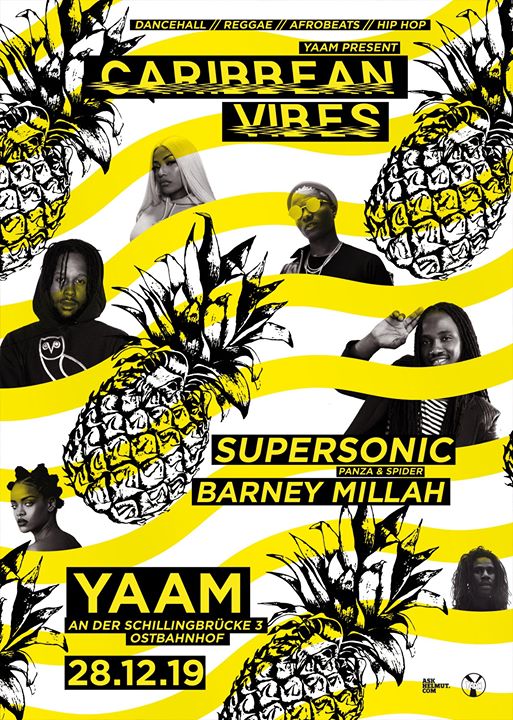 DANCEHALL // REGGAE // AFROBEATS // HIP HOP
YAAM PRESENT
CARIBBEAN
VIBES
SUPERSONIC
PANZA & SPIDER
BARNEY MILLAH
YAAM
AN DER SCHILLINGBRÜCKE 3
OSTBAHNHOF
28.12.19
ASK
HELMUT.
COM